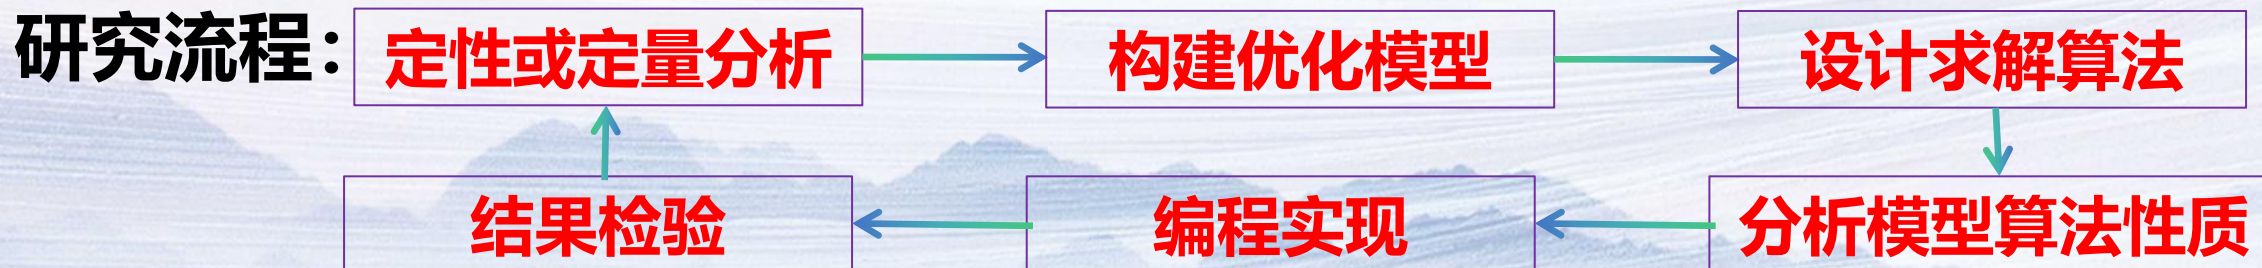 研究流程：
定性或定量分析
构建优化模型
设计求解算法
结果检验
编程实现
分析模型算法性质